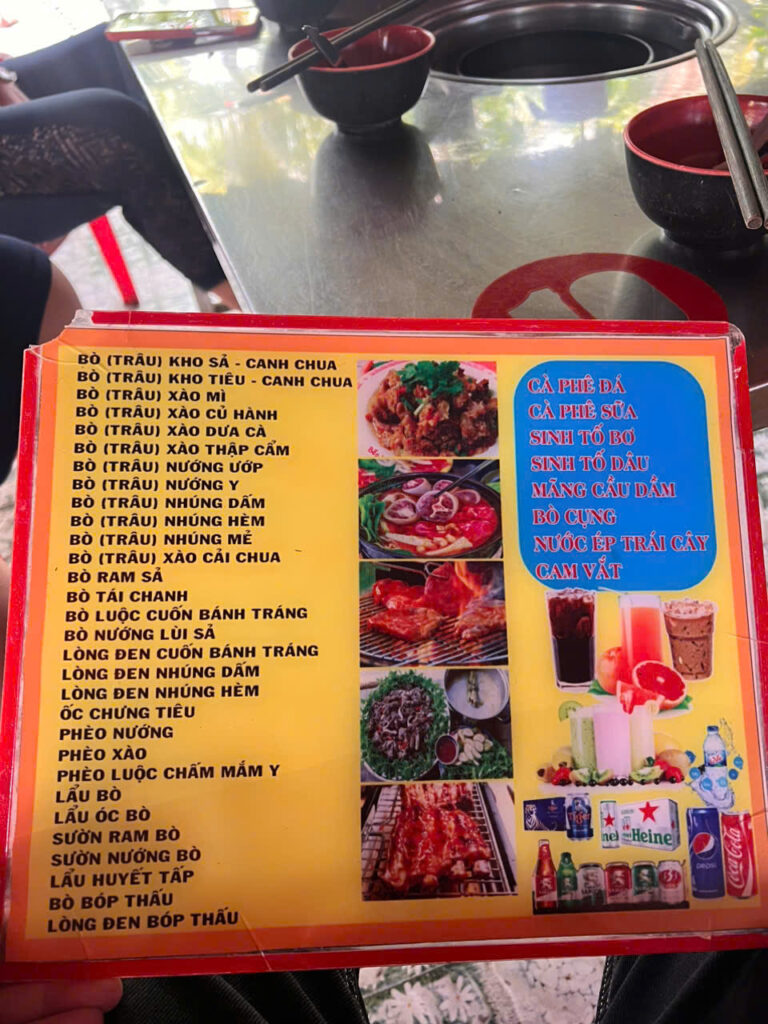 BÒ (TRÂU) KHO SẢ - CANH CHUA
BÒ (TRÂU) KHO TIÊU - CANH CHUA
BÒ (TRÂU) XÀO MÌ
BÒ (TRÂU) XÀO CỦ HÀNH
BÒ (TRÂU) XÀO DƯA CÀ
BÒ (TRÂU) XÀO THẬP CẨM
BÒ (TRÂU) NƯỚNG ƯỚP
BÒ (TRÂU) NƯỚNG Y
BÒ (TRÂU) NHÚNG DẤM
BÒ (TRÂU) NHÚNG HÈM
BÒ (TRÂU) NHÚNG MẺ
BÒ (TRÂU) XÀO CẢI CHUA
BÒ RAM SẢ
BÒ TÁI CHANH
BÒ LUỘC CUỐN BÁNH TRÁNG
BÒ NƯỚNG LÙI SẢ
LÒNG ĐEN CUỐN BÁNH TRÁNG
LÒNG ĐEN NHÚNG DẤM
LÒNG ĐEN NHÚNG HÈM
ỐC CHƯNG TIÊU
PHÈO NƯỚNG
PHÈO XÀO
PHÈO LUỘC CHẤM MẮM Y
LẨU BÒ
LẨU ÓC BÒ
SƯỜN RAM BÒ
SƯỜN NƯỚNG BÒ
LẨU HUYẾT TẤP
BÒ BÓP THẤU
LÒNG ĐEN BÓP THẤU
CÀ PHÊ ĐÁ
CÀ PHÊ SỮA
SINH TỐ BƠ
SINH TỐ DÂU
MÃNG CẦU DẦM
BÒ CỤNG
NƯỚC ÉP TRÁI CÂY
CAM VẮT
Tiger
Heine
pepsi
Coca-Cola